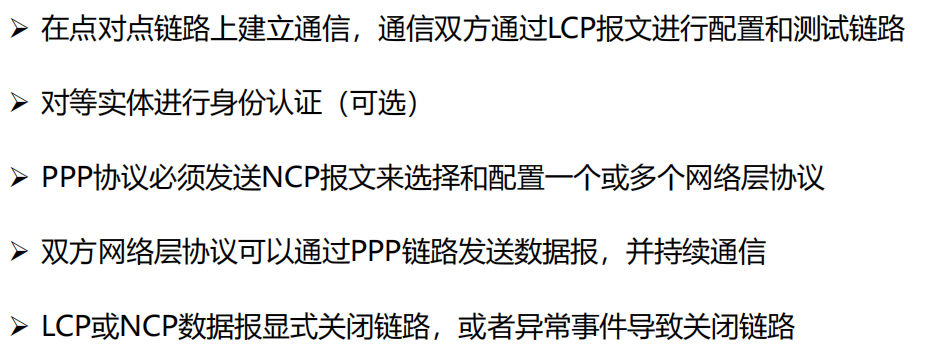 ➢ 在点对点链路上建立通信，通信双方通过LCP报文进行配置和测试链路
➢ 对等实体进行身份认证（可选）
➢ PPP协议必须发送NCP报文来选择和配置一个或多个网络层协议
➢ 双方网络层协议可以通过PPP链路发送数据报，并持续通信
➢ LCP或NCP数据报显式关闭链路，或者异常事件导致关闭链路